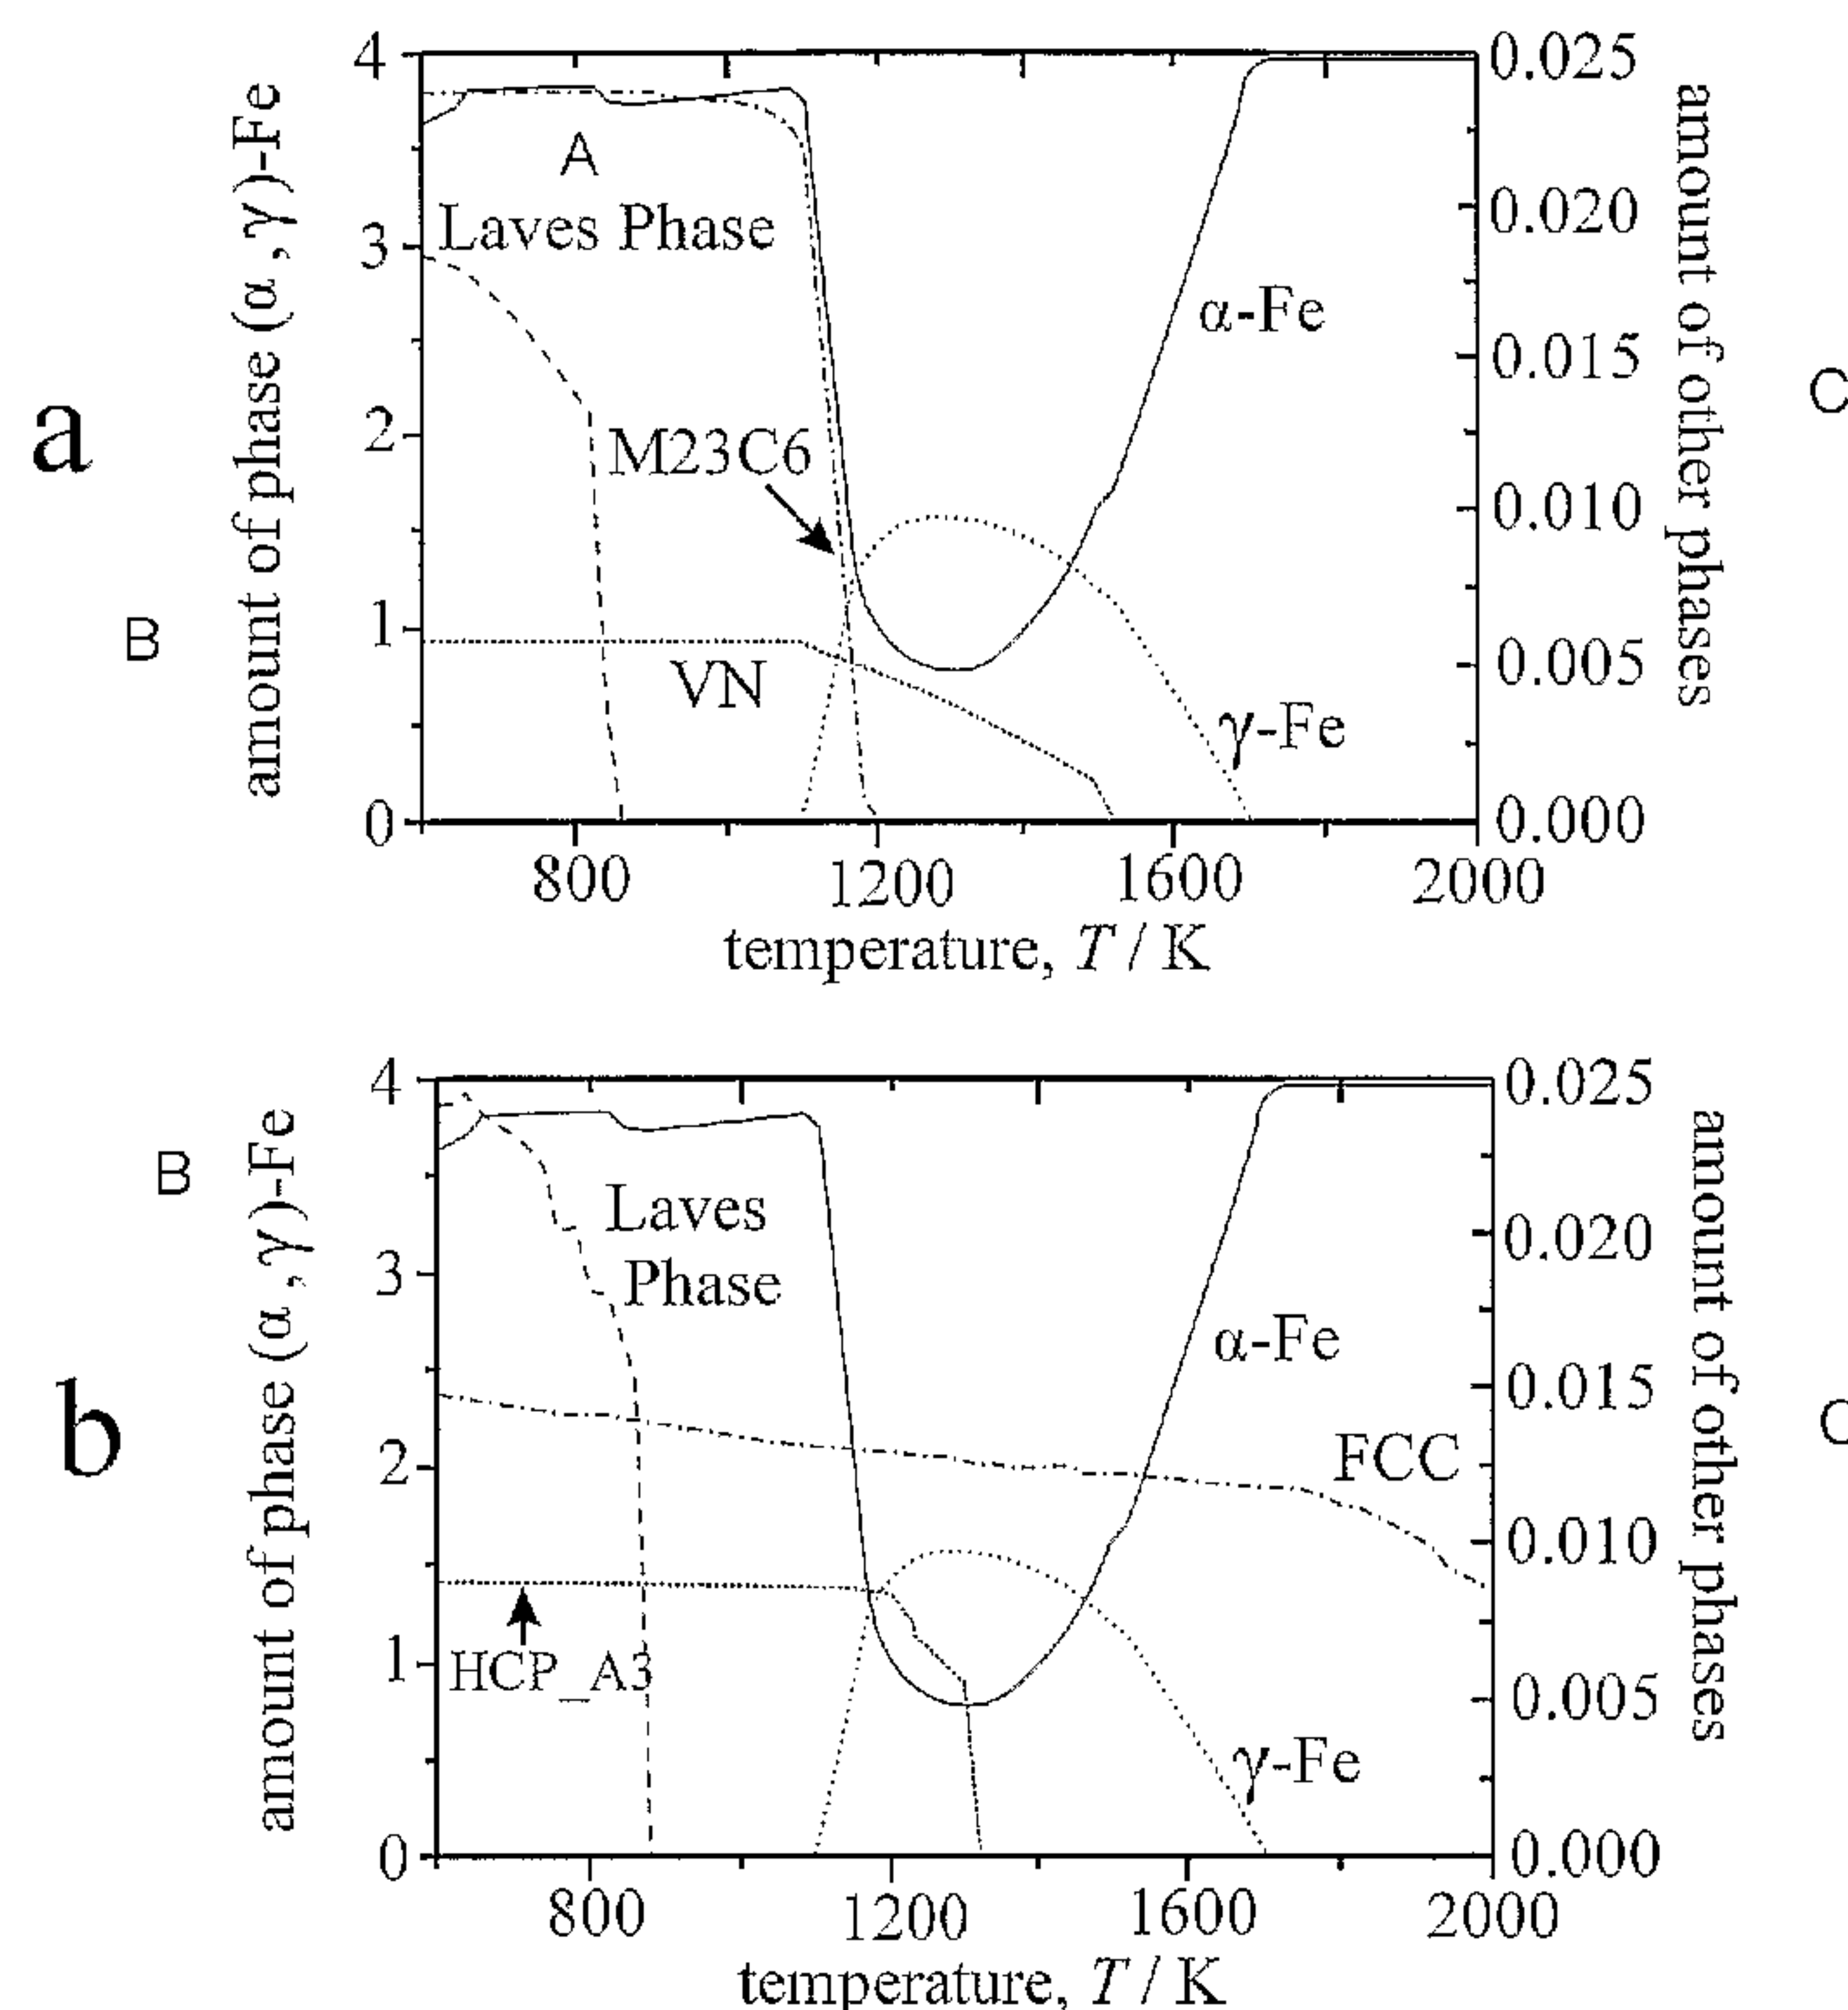 a
B
amount of phase (α,γ)-Fe
4
3
2
1
0
A
Laves Phase
M23C6
VN
α-Fe
γ-Fe
0.025
0.020
0.015
0.010
0.005
0.000
amount of other phases
C
800
1200
1600
2000
temperature, T / K
b
B
amount of phase (α,γ)-Fe
4
3
2
1
0
Laves
Phase
HCP_A3
α-Fe
FCC
γ-Fe
0.025
0.020
0.015
0.010
0.005
0.000
amount of other phases
C
800
1200
1600
2000
temperature, T / K